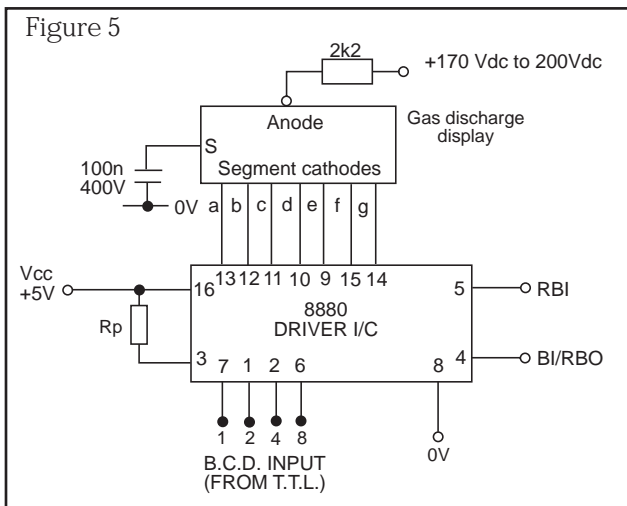 Figure 5
2k2
+170 Vdc to 200Vdc
Anode
Gas discharge
display
S
Segment cathodes
100n
400V
0V
a b c d e f g
13 12 11 10 9 15 14
Vcc
+5V
16
8880
DRIVER I/C
5
RBI
Rp
3
4
BI/RBO
7 1 2 6
8
1 2 4 8
0V
B.C.D. INPUT
(FROM T.T.L.)